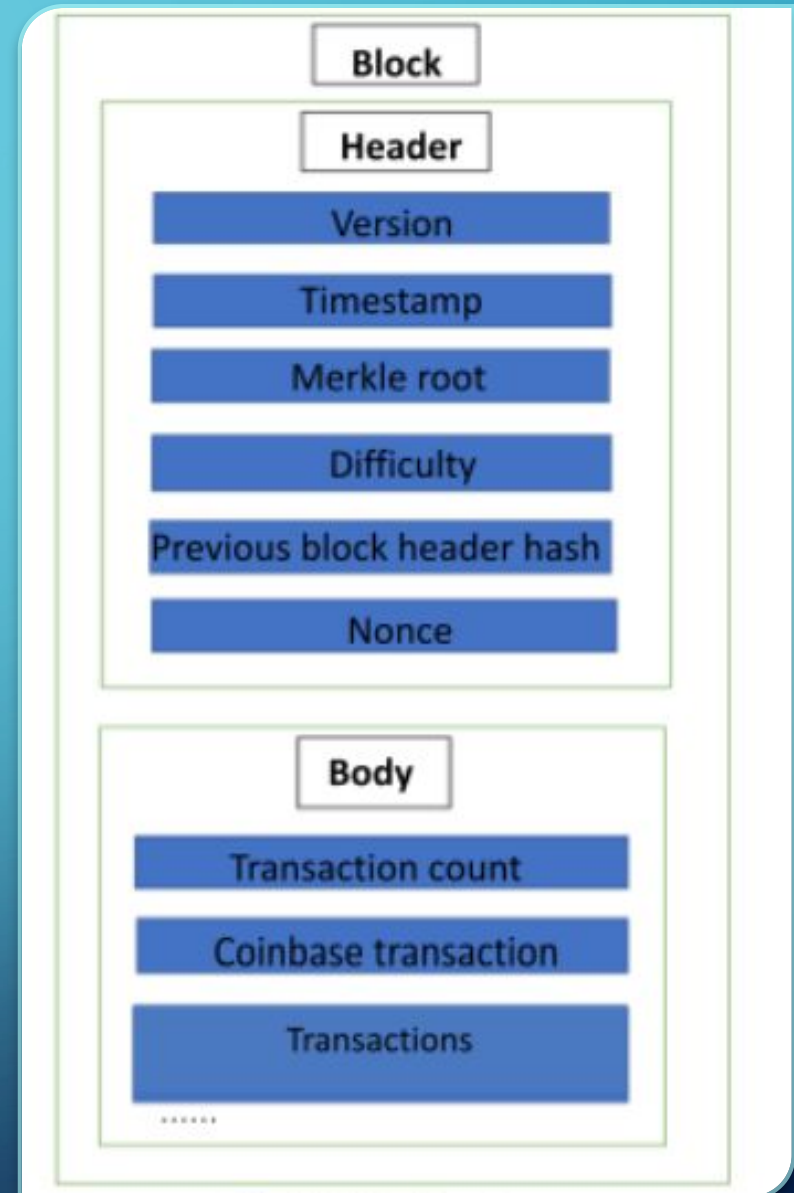 Block
Header
Version
Timestamp
Merkle root
Difficulty
Previous block header hash
Nonce
Body
Transaction count
Coinbase transaction
Transactions
......